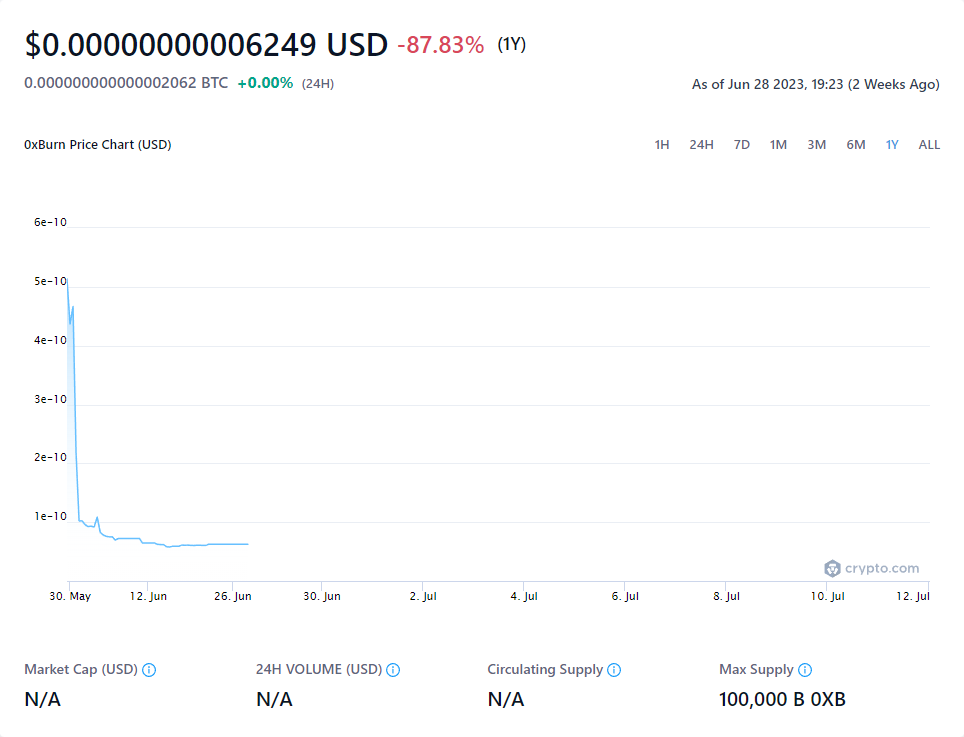 $0.00000000006249 USD -87.83% (1Y)
0.000000000000002062 BTC +0.00% (24H)
As of Jun 28 2023, 19:23 (2 Weeks Ago)
0xBurn Price Chart (USD)
1H 24H 7D 1M 3M 6M 1Y ALL
6e-10
5e-10
4e-10
3e-10
2e-10
1e-10
crypto.com
30. May 12. Jun 26. Jun 30. Jun 2. Jul 4. Jul 6. Jul 8. Jul 10. Jul 12. Jul
Market Cap (USD) 24H VOLUME (USD) Circulating Supply Max Supply
N/A N/A N/A 100,000 B 0XB